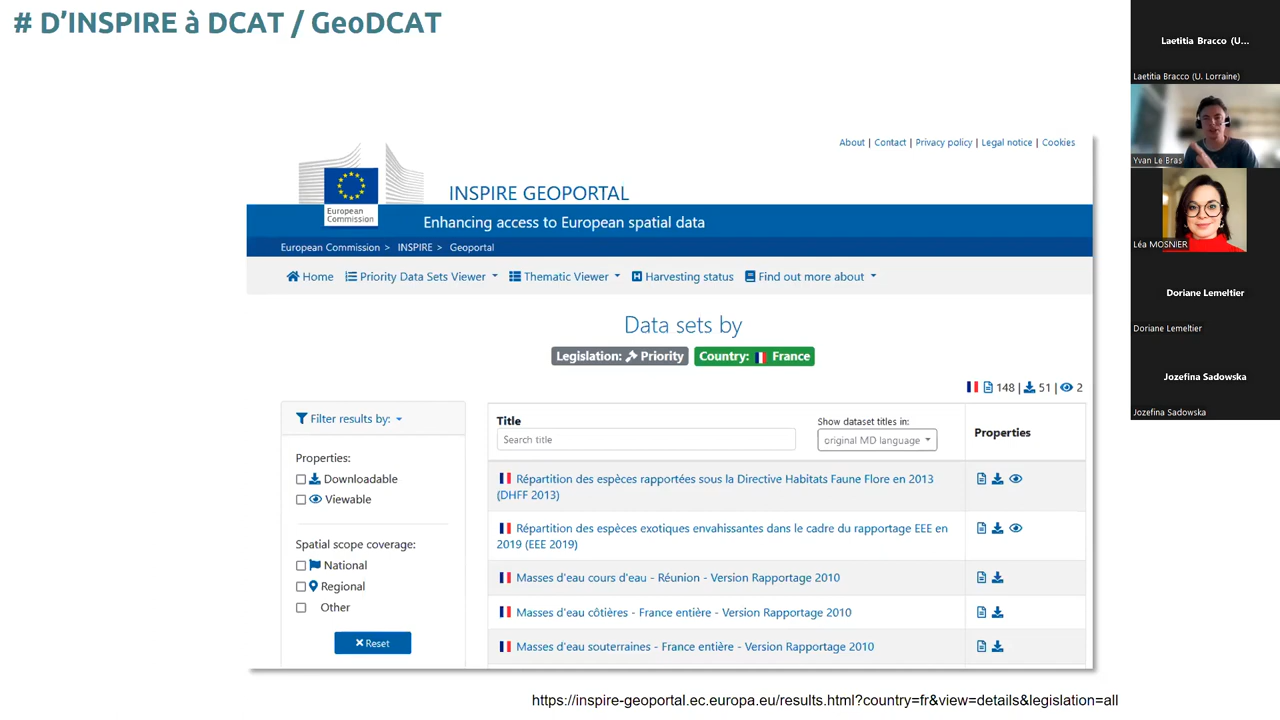 # D’INSPIRE à DCAT / GeoDCAT
Laetitia Bracco (U...
Laetitia Bracco (U. Lorraine)
Yvan Le Bras
Léa MOSNIER
Doriane Lemeltier
Doriane Lemeltier
Jozefina Sadowska
Jozefina Sadowska
About | Contact | Privacy policy | Legal notice | Cookies
European
Commission
INSPIRE GEOPORTAL
Enhancing access to European spatial data
European Commission > INSPIRE > Geoportal
Home Priority Data Sets Viewer Thematic Viewer Harvesting status Find out more about
Data sets by
Legislation: Priority Country: France
148 | 51 | 2
Filter results by:
Properties:
Downloadable
Viewable
Spatial scope coverage:
National
Regional
Other
Reset
Title
Search title
Show dataset titles in:
original MD language
Properties
Répartition des espèces rapportées sous la Directive Habitats Faune Flore en 2013
(DHFF 2013)
Répartition des espèces exotiques envahissantes dans le cadre du rapportage EEE en
2019 (EEE 2019)
Masses d'eau cours d'eau - Réunion - Version Rapportage 2010
Masses d'eau côtières - France entière - Version Rapportage 2010
Masses d'eau souterraines - France entière - Version Rapportage 2010
https://inspire-geoportal.ec.europa.eu/results.html?country=fr&view=details&legislation=all